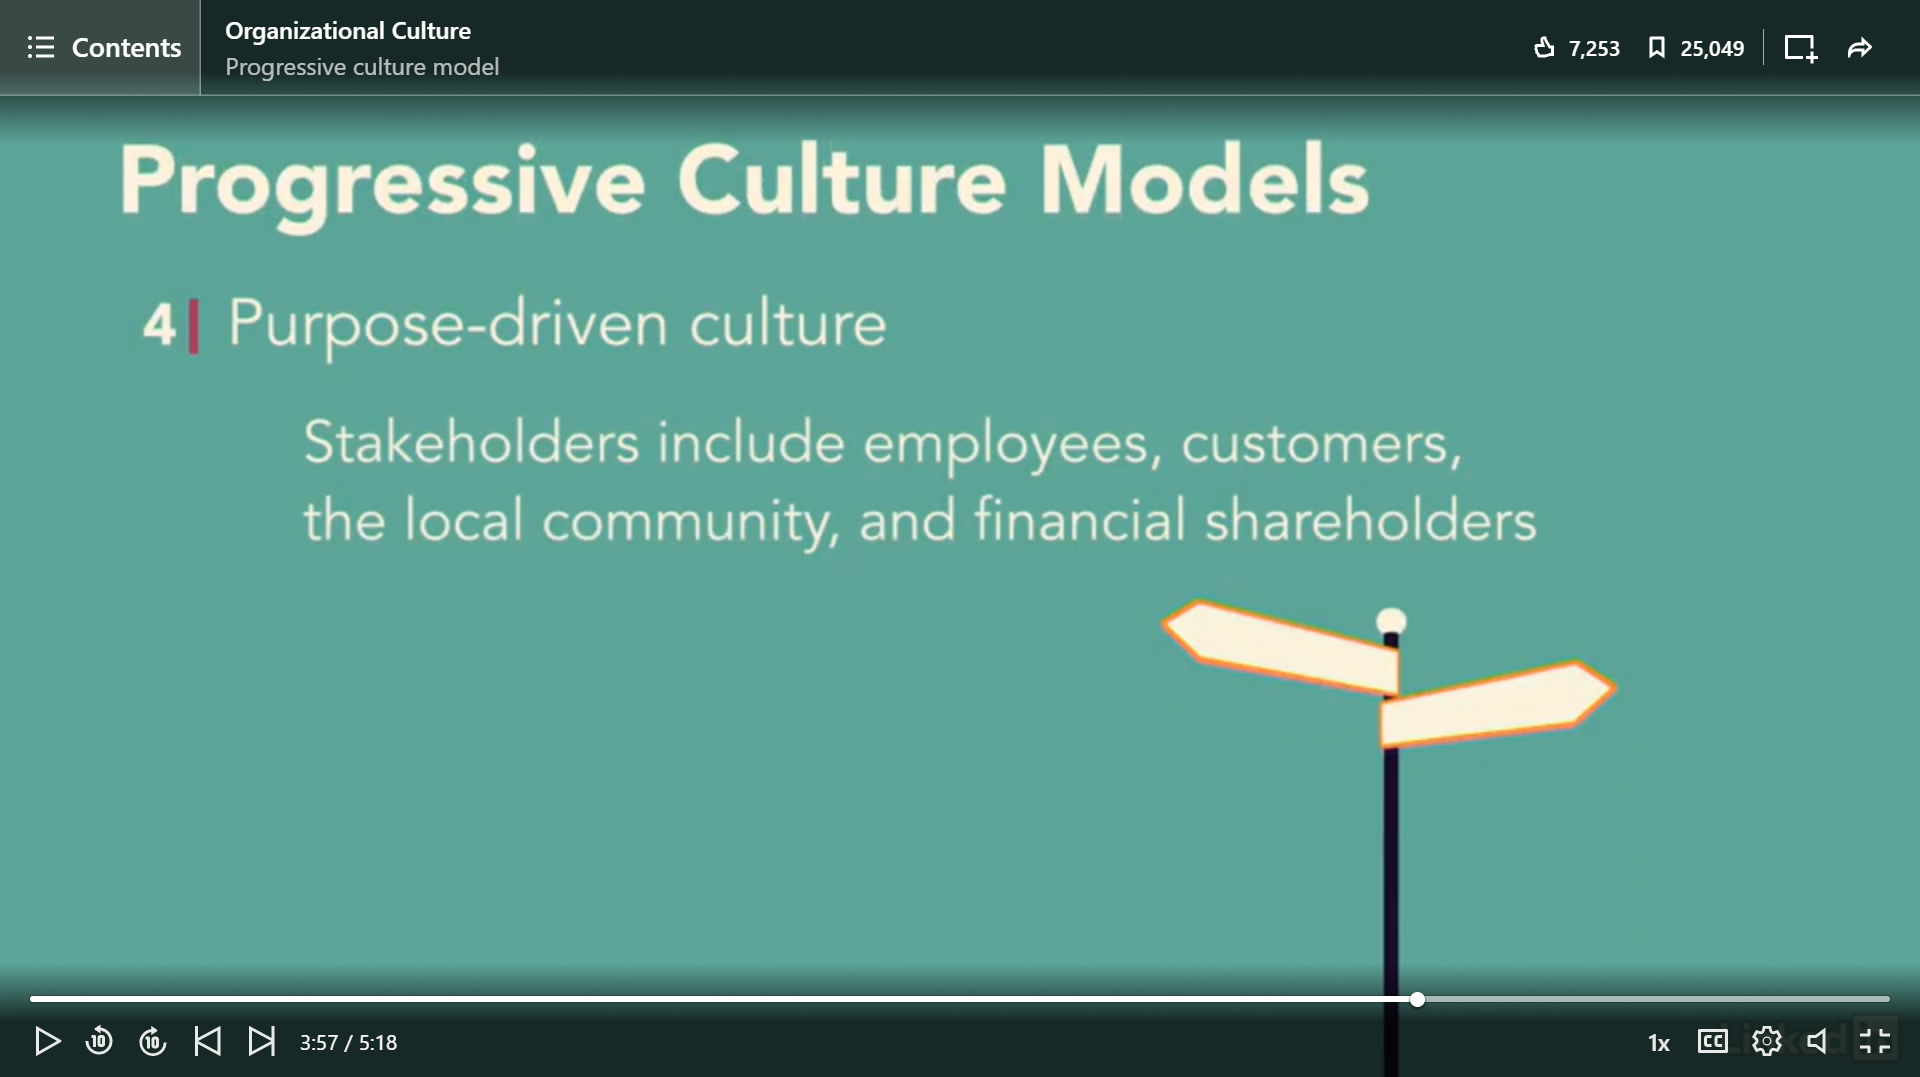 Contents
Organizational Culture
Progressive culture model
7,253
25,049
Progressive Culture Models
4 Purpose-driven culture
Stakeholders include employees, customers,
the local community, and financial shareholders
10
10
3:57 / 5:18
1x
CC
Linked